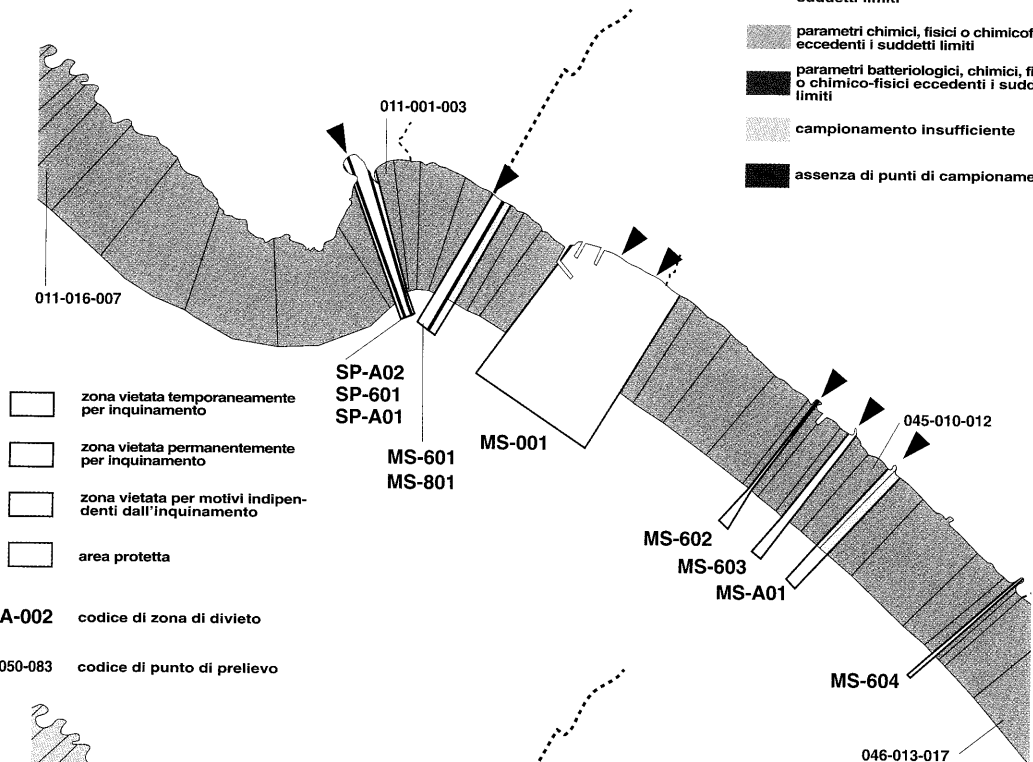 suddetti limiti
parametri chimici, fisici o
eccedenti i suddetti limiti
parametri batteriologici, chimici,
o chimico-fisici eccedenti i
limiti
campionamento insufficiente
assenza di punti di
011-001-003
011-016-007
SP-A02
SP-601
SP-A01
MS-601
MS-801
MS-001
045-010-012
MS-602
MS-603
MS-A01
MS-604
046-013-017
zona vietata temporaneamente
per inquinamento
zona vietata permanentemente
per inquinamento
zona vietata per motivi indipen-
denti dall'inquinamento
area protetta
A-002 codice di zona di divieto
050-083 codice di punto di prelievo